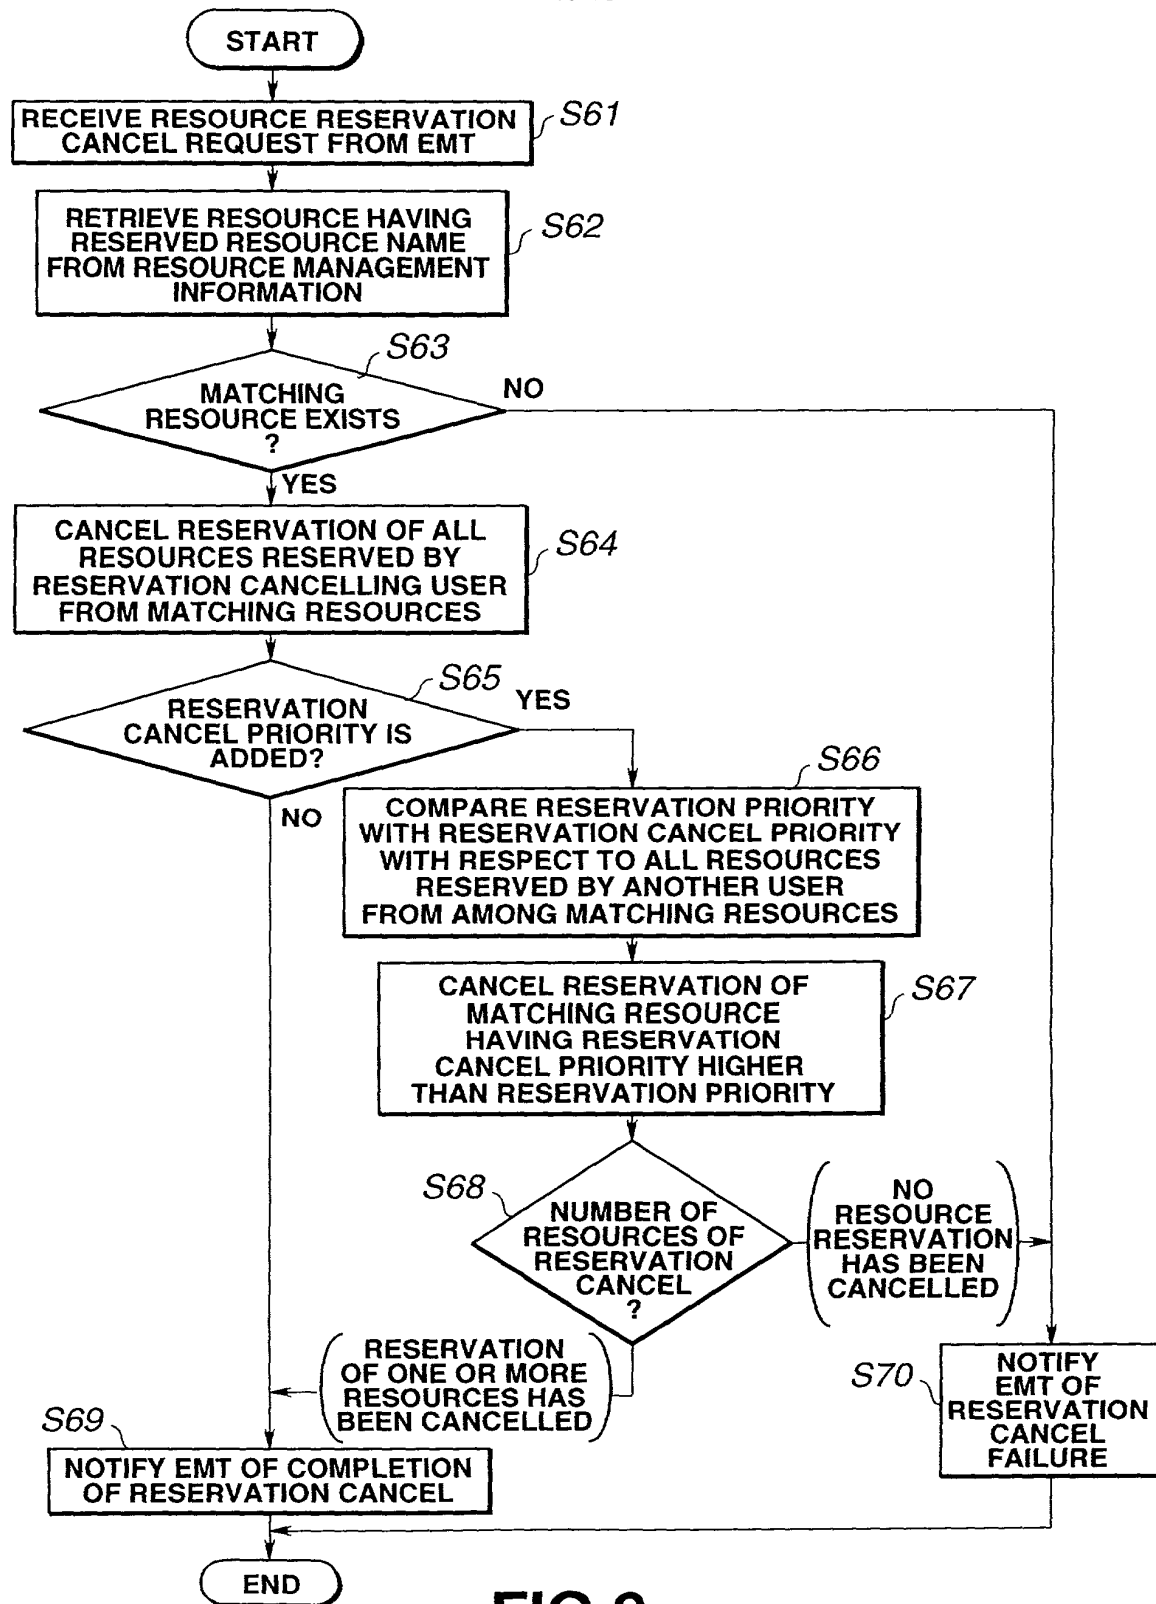 START
RECEIVE RESOURCE RESERVATION
CANCEL REQUEST FROM EMT
S61
RETRIEVE RESOURCE HAVING
RESERVED RESOURCE NAME
FROM RESOURCE MANAGEMENT
INFORMATION
S62
S63
MATCHING
RESOURCE EXISTS
?
NO
YES
CANCEL RESERVATION OF ALL
RESOURCES RESERVED BY
RESERVATION CANCELLING USER
FROM MATCHING RESOURCES
S64
S65
RESERVATION
CANCEL PRIORITY IS
ADDED?
YES
NO
S66
COMPARE RESERVATION PRIORITY
WITH RESERVATION CANCEL PRIORITY
WITH RESPECT TO ALL RESOURCES
RESERVED BY ANOTHER USER
FROM AMONG MATCHING RESOURCES
CANCEL RESERVATION OF
MATCHING RESOURCE
HAVING RESERVATION
CANCEL PRIORITY HIGHER
THAN RESERVATION PRIORITY
S67
S68
NUMBER OF
RESOURCES OF
RESERVATION
CANCEL
?
NO
RESOURCE
RESERVATION
HAS BEEN
CANCELLED
RESERVATION
OF ONE OR MORE
RESOURCES HAS
BEEN CANCELLED
S69
NOTIFY EMT OF COMPLETION
OF RESERVATION CANCEL
S70
NOTIFY
EMT OF
RESERVATION
CANCEL
FAILURE
END